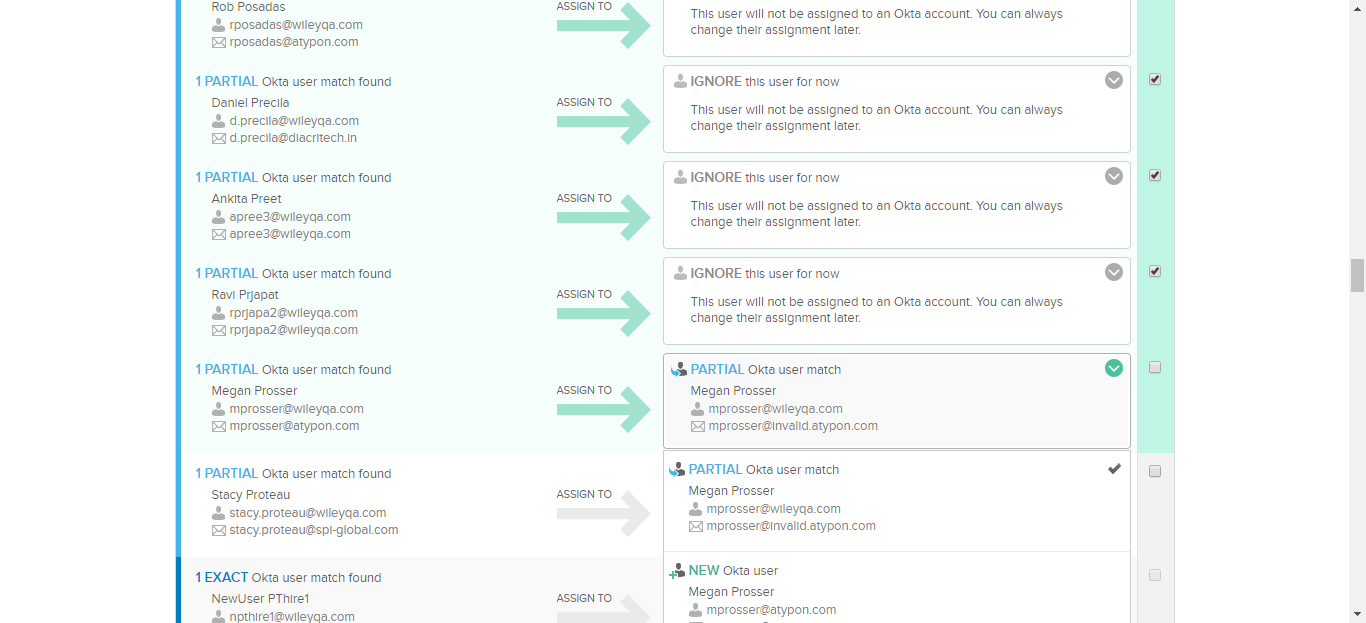 Rob Posadas
rposadas@wileyqa.com
rposadas@atypon.com
ASSIGN TO
This user will not be assigned to an Okta account. You can always
change their assignment later.
1 PARTIAL Okta user match found
Daniel Precila
d.precila@wileyqa.com
d.precila@diacritech.in
ASSIGN TO
IGNORE this user for now
This user will not be assigned to an Okta account. You can always
change their assignment later.
1 PARTIAL Okta user match found
Ankita Preet
apree3@wileyqa.com
apree3@wileyqa.com
ASSIGN TO
IGNORE this user for now
This user will not be assigned to an Okta account. You can always
change their assignment later.
1 PARTIAL Okta user match found
Ravi Prjapat
rprjapa2@wileyqa.com
rprjapa2@wileyqa.com
ASSIGN TO
IGNORE this user for now
This user will not be assigned to an Okta account. You can always
change their assignment later.
1 PARTIAL Okta user match found
Megan Prosser
mprosser@wileyqa.com
mprosser@atypon.com
ASSIGN TO
PARTIAL Okta user match
Megan Prosser
mprosser@wileyqa.com
mprosser@invalid.atypon.com
1 PARTIAL Okta user match found
Stacy Proteau
stacy.proteau@wileyqa.com
stacy.proteau@spi-global.com
ASSIGN TO
PARTIAL Okta user match
Megan Prosser
mprosser@wileyqa.com
mprosser@invalid.atypon.com
1 EXACT Okta user match found
NewUser PThire1
npthire1@wileyqa.com
ASSIGN TO
NEW Okta user
Megan Prosser
mprosser@atypon.com